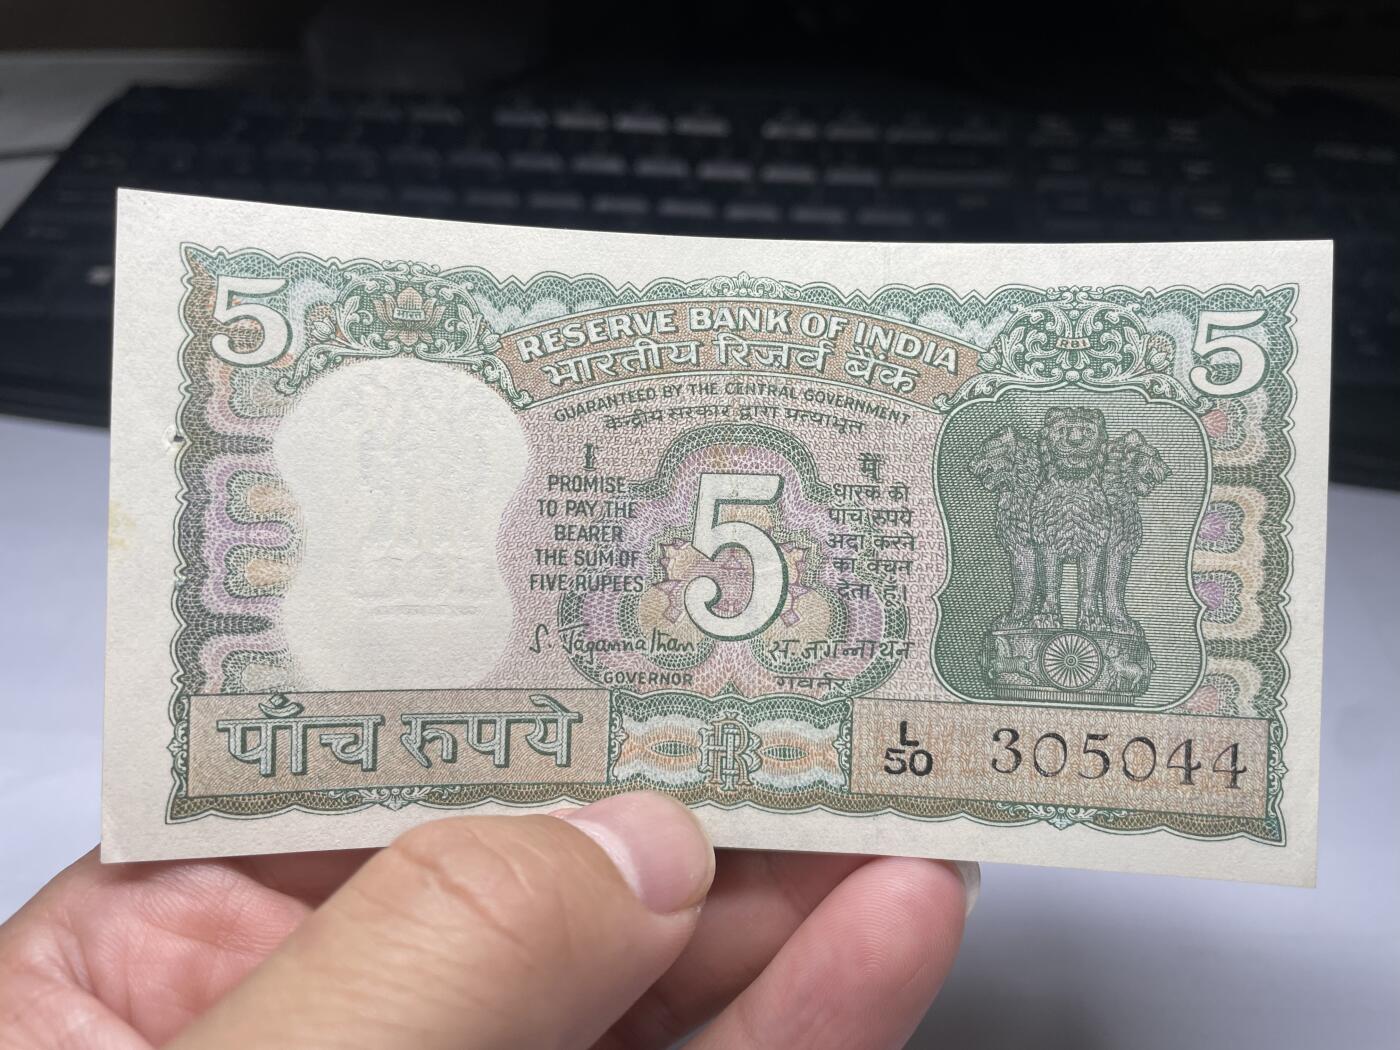 5
भारत
RBI
5
RESERVE BANK OF INDIA
भारतीय रिज़र्व बैंक
GUARANTEED BY THE CENTRAL GOVERNMENT
केन्द्रीय सरकार द्वारा प्रत्याभूत
I
PROMISE
TO PAY THE
BEARER
THE SUM OF
FIVE RUPEES
5
मैं
धारक को
पांच रुपये
अदा करने
का वचन
देता हूं।
S. Jagannathan
GOVERNOR
स. जगन्नाथन
गवर्नर
पाँच रुपये
L
50
305044